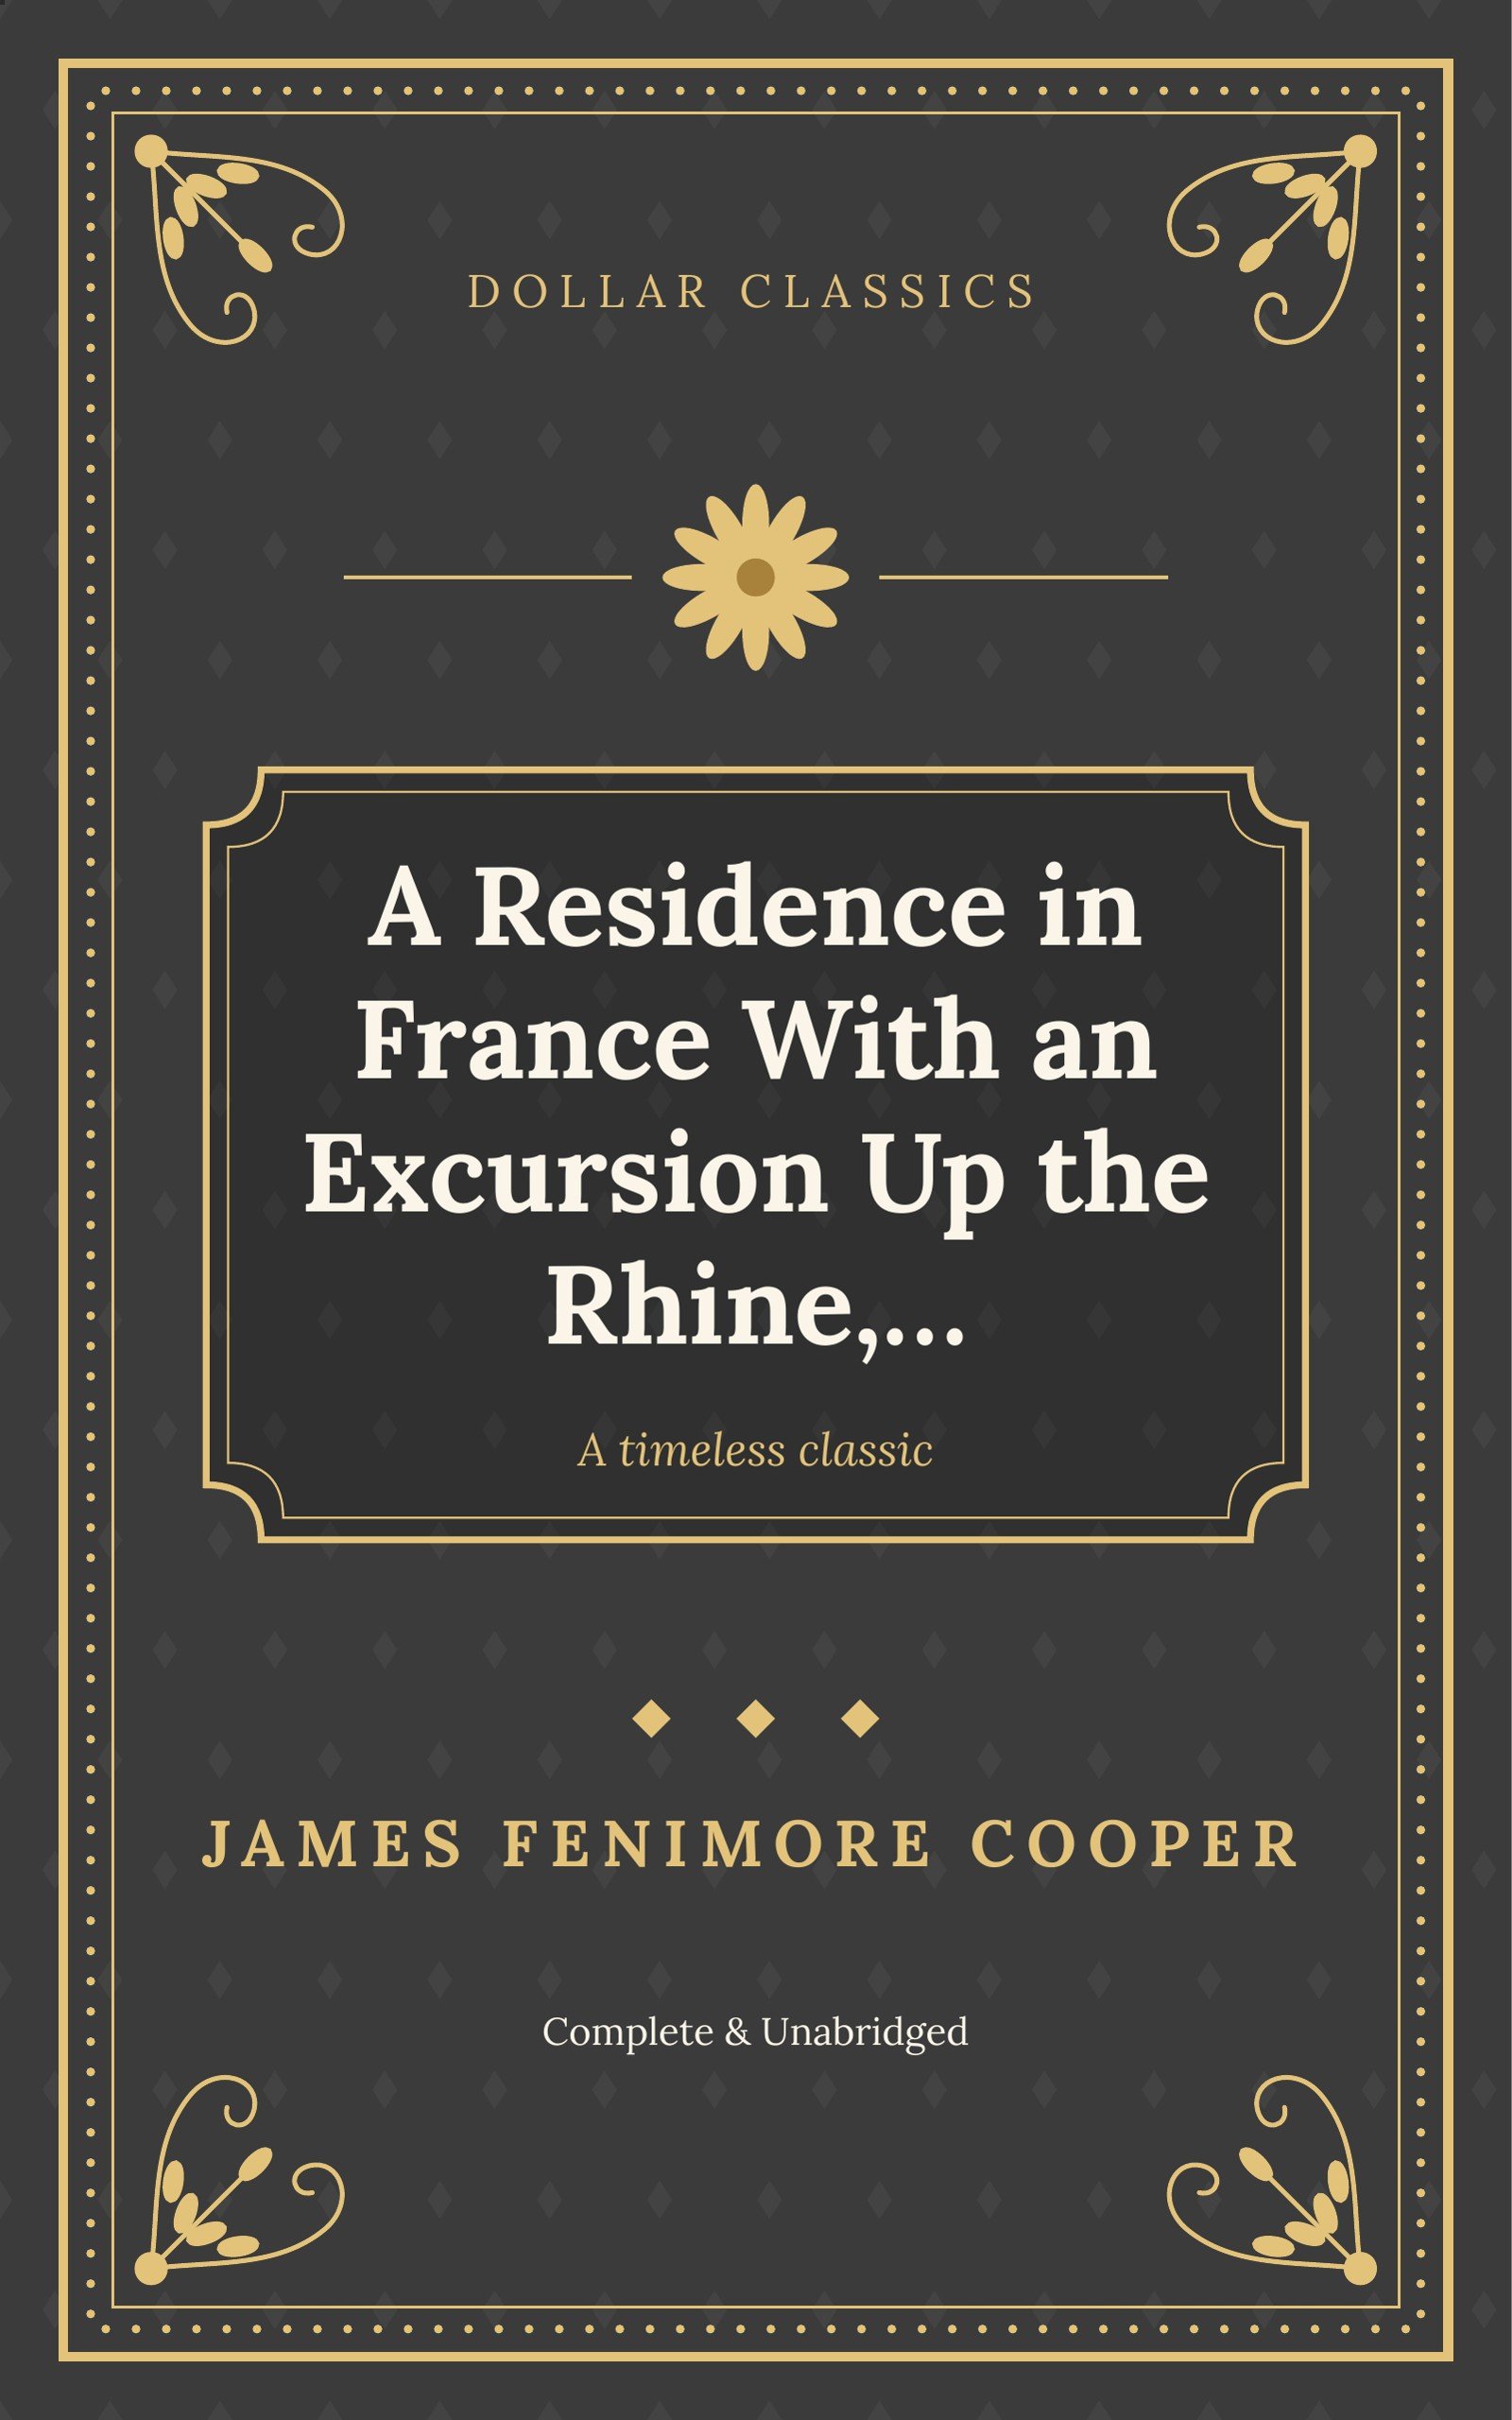 DOLLAR CLASSICS
A Residence in
France With an
Excursion Up the
Rhine,...
A timeless classic
JAMES FENIMORE COOPER
Complete & Unabridged